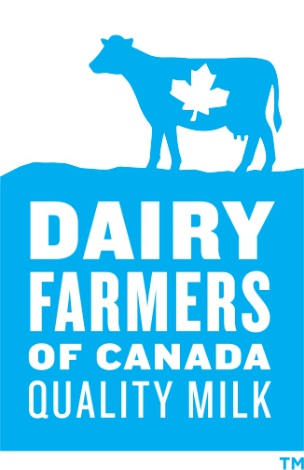 DAIRY
FARMERS
OF CANADA
QUALITY MILK
TM